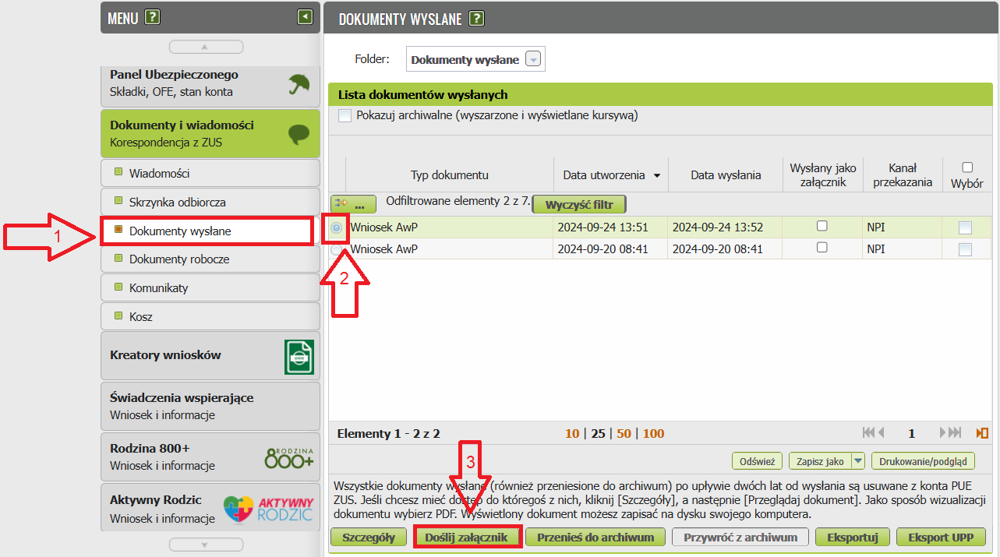 MENU ?
DOKUMENTY WYSLANE ?
Folder: Dokumenty wysłane
Panel Ubezpieczonego
Składki, OFE, stan konta
Dokumenty i wiadomości
Korespondencja z ZUS
Wiadomości
Skrzynka odbiorcza
1
Dokumenty wysłane
Dokumenty robocze
Komunikaty
Kosz
Kreatory wniosków
Świadczenia wspierające
Wniosek i informacje
Rodzina 800+
Wniosek i informacje
RODZINA
800+
Aktywny Rodzic
Wniosek i informacje
AKTYWNY
RODZIC
Lista dokumentów wysłanych
Pokazuj archiwalne (wyszarzone i wyświetlane kursywą)
Typ dokumentu Data utworzenia Data wysłania Wysłany jako załącznik Kanał przekazania Wybór
... Odfiltrowane elementy 2 z 7. Wyczyść filtr
Wniosek AwP 2024-09-24 13:51 2024-09-24 13:52 NPI
Wniosek AwP 2024-09-20 08:41 2024-09-20 08:41 NPI
2
Elementy 1 - 2 z 2 10 | 25 | 50 | 100 1
3
Odśwież Zapisz jako Drukowanie/podgląd
Wszystkie dokumenty wysłane (również przeniesione do archiwum) po upływie dwóch lat od wysłania są usuwane z konta PUE
ZUS. Jeśli chcesz mieć dostęp do któregoś z nich, kliknij [Szczegóły], a następnie [Przeglądaj dokument]. Jako sposób wizualizacji
dokumentu wybierz PDF. Wyświetlony dokument możesz zapisać na dysku swojego komputera.
Szczegóły Doślij załącznik Przenieś do archiwum Przywróć z archiwum Eksportuj Eksport UPP